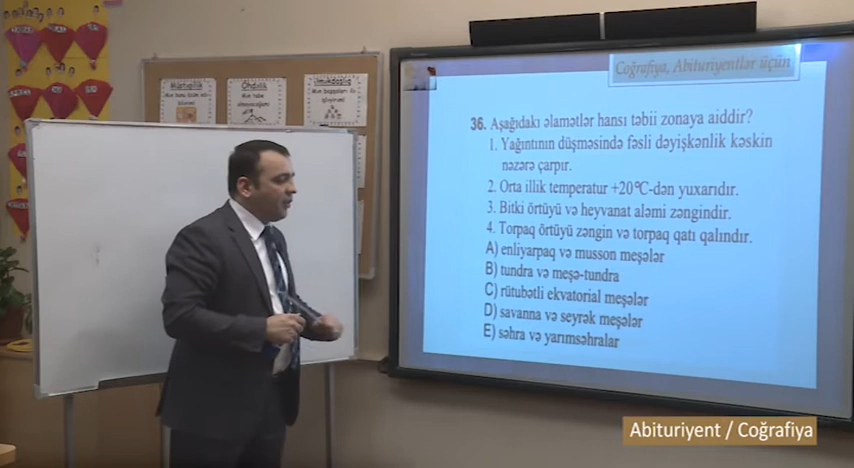 Müstəqillik
Öhdəlik
Coğrafiya, Abituriyentlər üçün
36. Aşağıdakı əlamətlər hansı təbii zonaya aiddir?
1. Yağıntının düşməsində fəsli dəyişkənlik kəskin
nəzərə çarpır.
2. Orta illik temperatur +20°C-dən yuxarıdır.
3. Bitki örtüyü və heyvanat aləmi zəngindir.
4. Torpaq örtüyü zəngin və torpaq qatı qalındır.
A) enliyarpaq və musson meşələr
B) tundra və meşə-tundra
C) rütubətli ekvatorial meşələr
D) savanna və seyrək meşələr
E) səhra və yarımsəhralar
Abituriyent / Coğrafiya